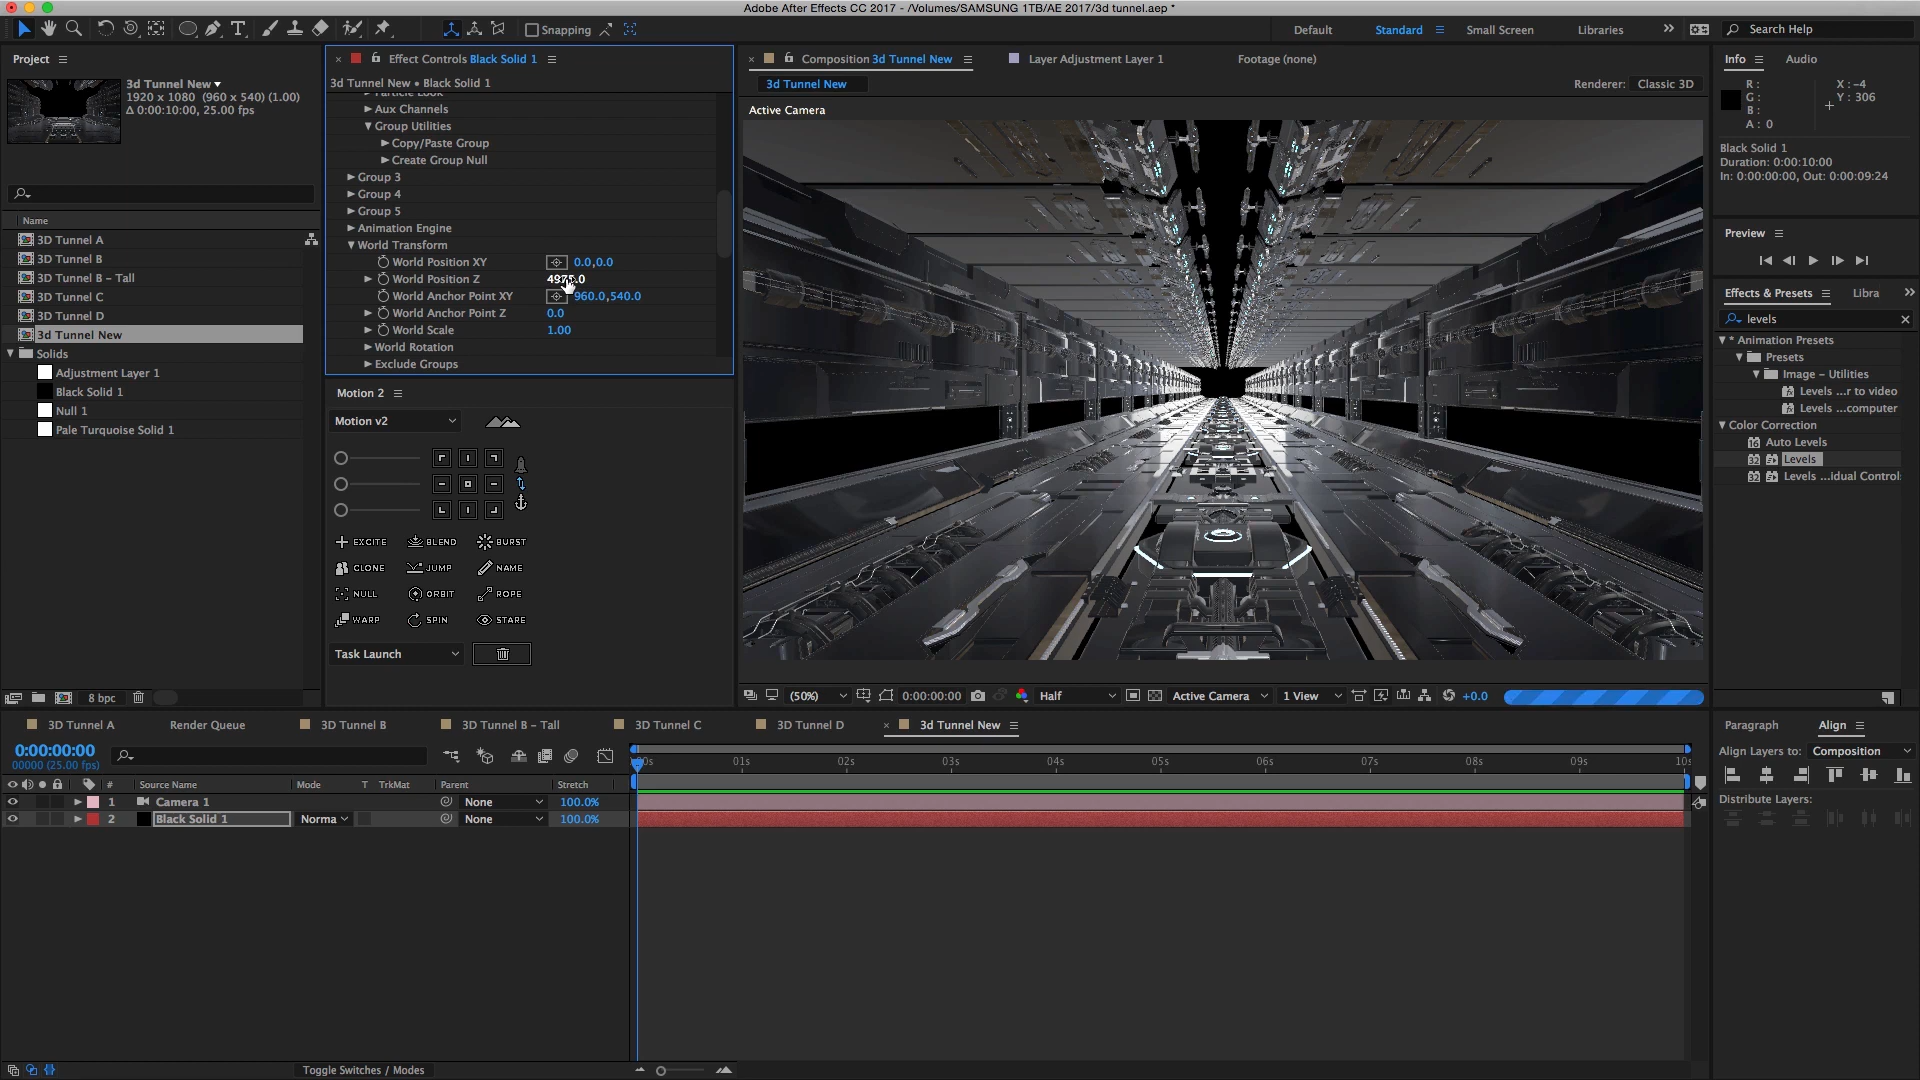 Adobe After Effects CC 2017 - /Volumes/SAMSUNG 1TB/AE 2017/3d tunnel.aep *
Snapping
Default
Standard
Small Screen
Libraries
Search Help
Project
3d Tunnel New
1920 x 1080 (960 x 540) (1.00)
Δ 0:00:10:00, 25.00 fps
Name
3D Tunnel A
3D Tunnel B
3D Tunnel B – Tall
3D Tunnel C
3D Tunnel D
3d Tunnel New
Solids
Adjustment Layer 1
Black Solid 1
Null 1
Pale Turquoise Solid 1
8 bpc
Effect Controls Black Solid 1
3d Tunnel New • Black Solid 1
Particle Look
Aux Channels
Group Utilities
Copy/Paste Group
Create Group Null
Group 3
Group 4
Group 5
Animation Engine
World Transform
World Position XY 0.0,0.0
World Position Z
World Anchor Point XY 960.0,540.0
World Anchor Point Z 0.0
World Scale 1.00
World Rotation
Exclude Groups
Motion 2
Motion v2
EXCITE BLEND BURST
CLONE JUMP NAME
NULL ORBIT ROPE
WARP SPIN STARE
Task Launch
Composition 3d Tunnel New
Layer Adjustment Layer 1
Footage (none)
3d Tunnel New
Renderer: Classic 3D
Active Camera
(50%) 0:00:00:00 Half Active Camera 1 View +0.0
Info Audio
R :
G :
B :
A : 0
X : -4
Y : 306
Black Solid 1
Duration: 0:00:10:00
In: 0:00:00:00, Out: 0:00:09:24
Preview
Effects & Presets Libra
levels
* Animation Presets
Presets
Image – Utilities
Levels ...r to video
Levels ...computer
Color Correction
Auto Levels
Levels
Levels ...idual Control
3D Tunnel A
Render Queue
3D Tunnel B
3D Tunnel B – Tall
3D Tunnel C
3D Tunnel D
3d Tunnel New
0:00:00:00
00000 (25.00 fps)
00s 01s 02s 03s 04s 05s 06s 07s 08s 09s 10s
# Source Name Mode T TrkMat Parent Stretch
1 Camera 1 None 100.0%
2 Black Solid 1 Norma None 100.0%
Toggle Switches / Modes
Paragraph Align
Align Layers to: Composition
Distribute Layers: